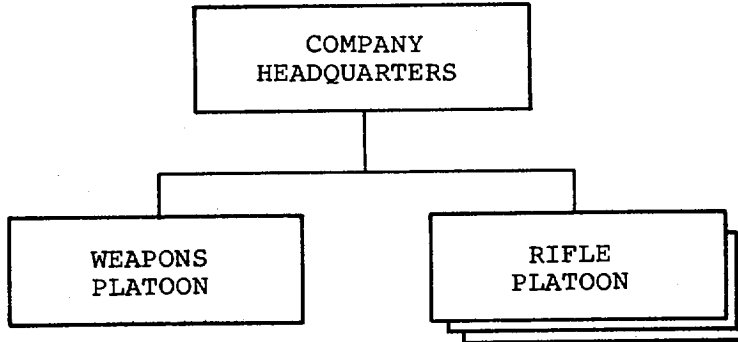 COMPANY
HEADQUARTERS
WEAPONS
PLATOON
RIFLE
PLATOON